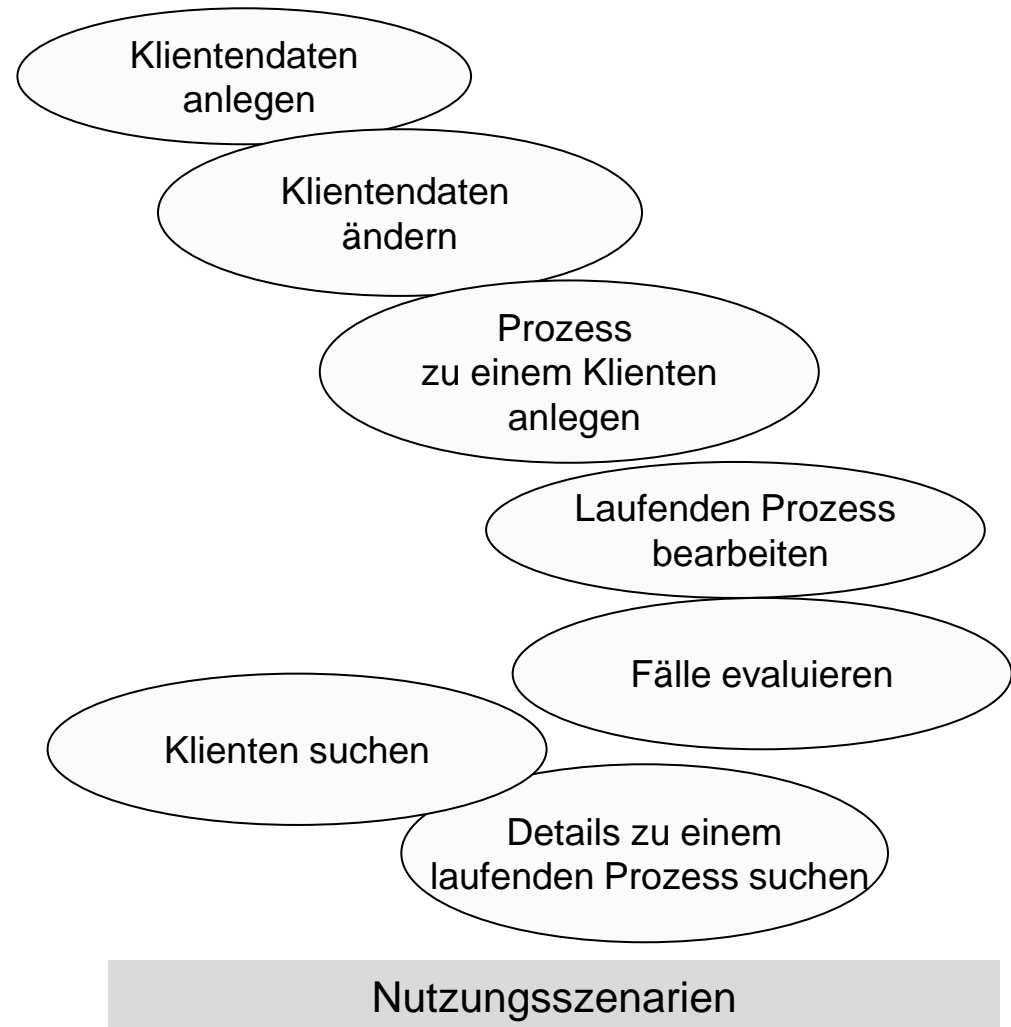 Klientendaten
anlegen
Klientendaten
ändern
Prozess
zu einem Klienten
anlegen
Laufenden Prozess
bearbeiten
Fälle evaluieren
Klienten suchen
Details zu einem
laufenden Prozess suchen
Nutzungsszenarien